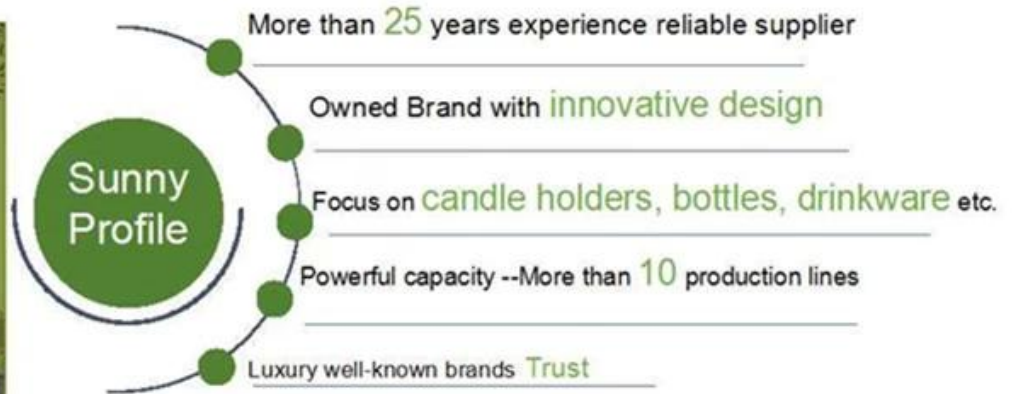 More than 25 years experience reliable supplier
Owned Brand with innovative design
Sunny
Profile
Focus on candle holders, bottles, drinkware etc.
Powerful capacity --More than 10 production lines
Luxury well-known brands Trust